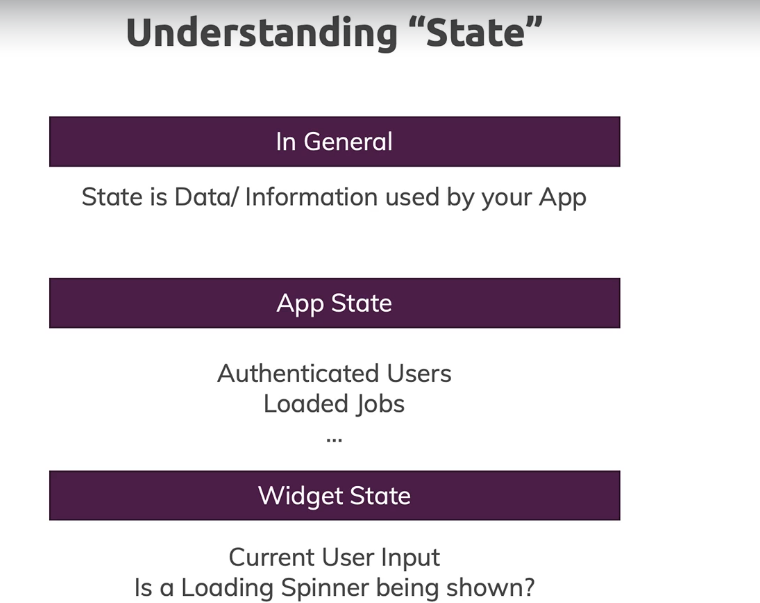 Understanding “State”
In General
State is Data/ Information used by your App
App State
Authenticated Users
Loaded Jobs
...
Widget State
Current User Input
Is a Loading Spinner being shown?